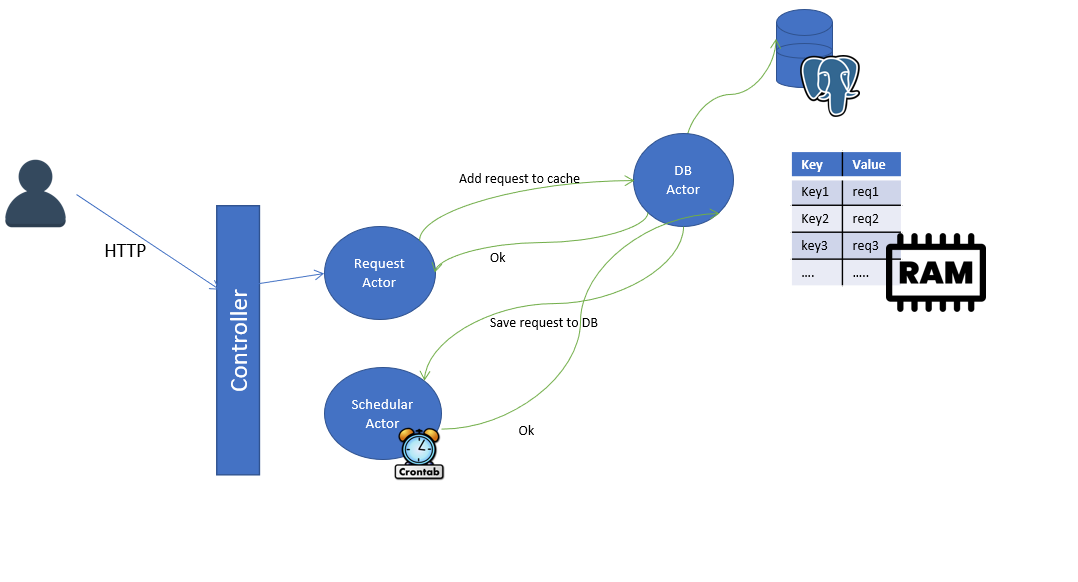 HTTP
Controller
Request
Actor
Schedular
Actor
Crontab
Add request to cache
Ok
Save request to DB
Ok
DB
Actor
Key Value
Key1 req1
Key2 req2
key3 req3
.... .....
RAM